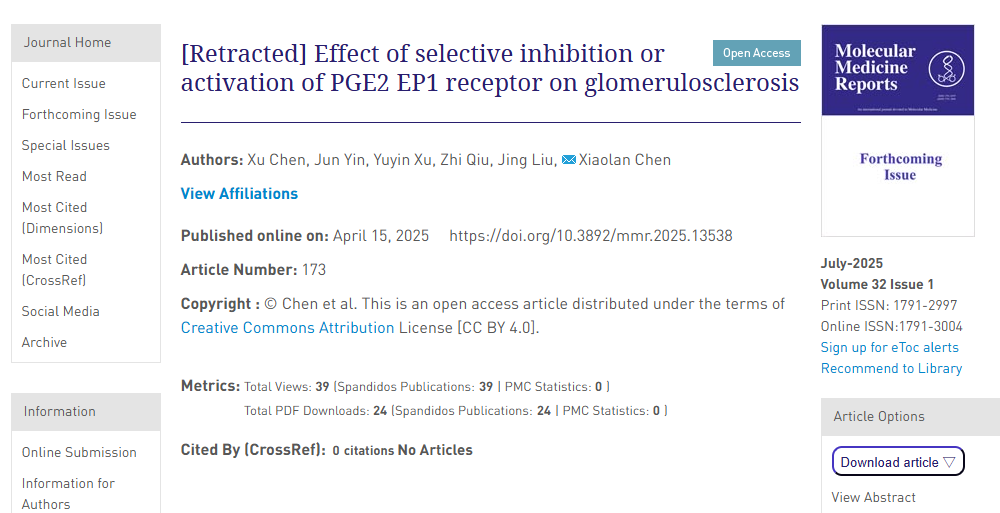 Journal Home
Current Issue
Forthcoming Issue
Special Issues
Most Read
Most Cited
(Dimensions)
Most Cited
(CrossRef)
Social Media
Archive
Information
Online Submission
Information for
Authors
[Retracted] Effect of selective inhibition or
activation of PGE2 EP1 receptor on glomerulosclerosis
Open Access
Authors: Xu Chen, Jun Yin, Yuyin Xu, Zhi Qiu, Jing Liu, Xiaolan Chen
View Affiliations
Published online on: April 15, 2025 https://doi.org/10.3892/mmr.2025.13538
Article Number: 173
Copyright : © Chen et al. This is an open access article distributed under the terms of
Creative Commons Attribution License [CC BY 4.0].
Metrics: Total Views: 39 (Spandidos Publications: 39 | PMC Statistics: 0 )
Total PDF Downloads: 24 (Spandidos Publications: 24 | PMC Statistics: 0 )
Cited By (CrossRef): 0 citations No Articles
Molecular
Medicine
Reports
Forthcoming
Issue
July-2025
Volume 32 Issue 1
Print ISSN: 1791-2997
Online ISSN:1791-3004
Sign up for eToc alerts
Recommend to Library
Article Options
Download article ▽
View Abstract